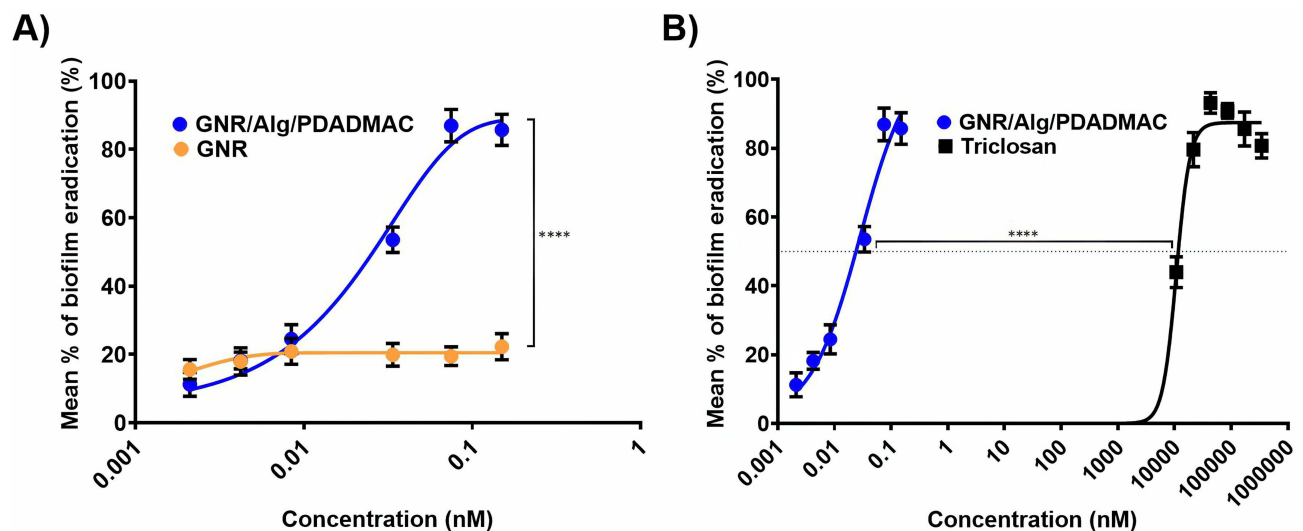 A)
Mean % of biofilm eradication (%)
100
80
60
40
20
0
GNR/Alg/PDADMAC
GNR
****
0.001
0.01
0.1
1
Concentration (nM)
B)
Mean % of biofilm eradication (%)
100
80
60
40
20
0
GNR/Alg/PDADMAC
Triclosan
****
0.001
0.01
0.1
1
10
100
1000
10000
100000
1000000
Concentration (nM)